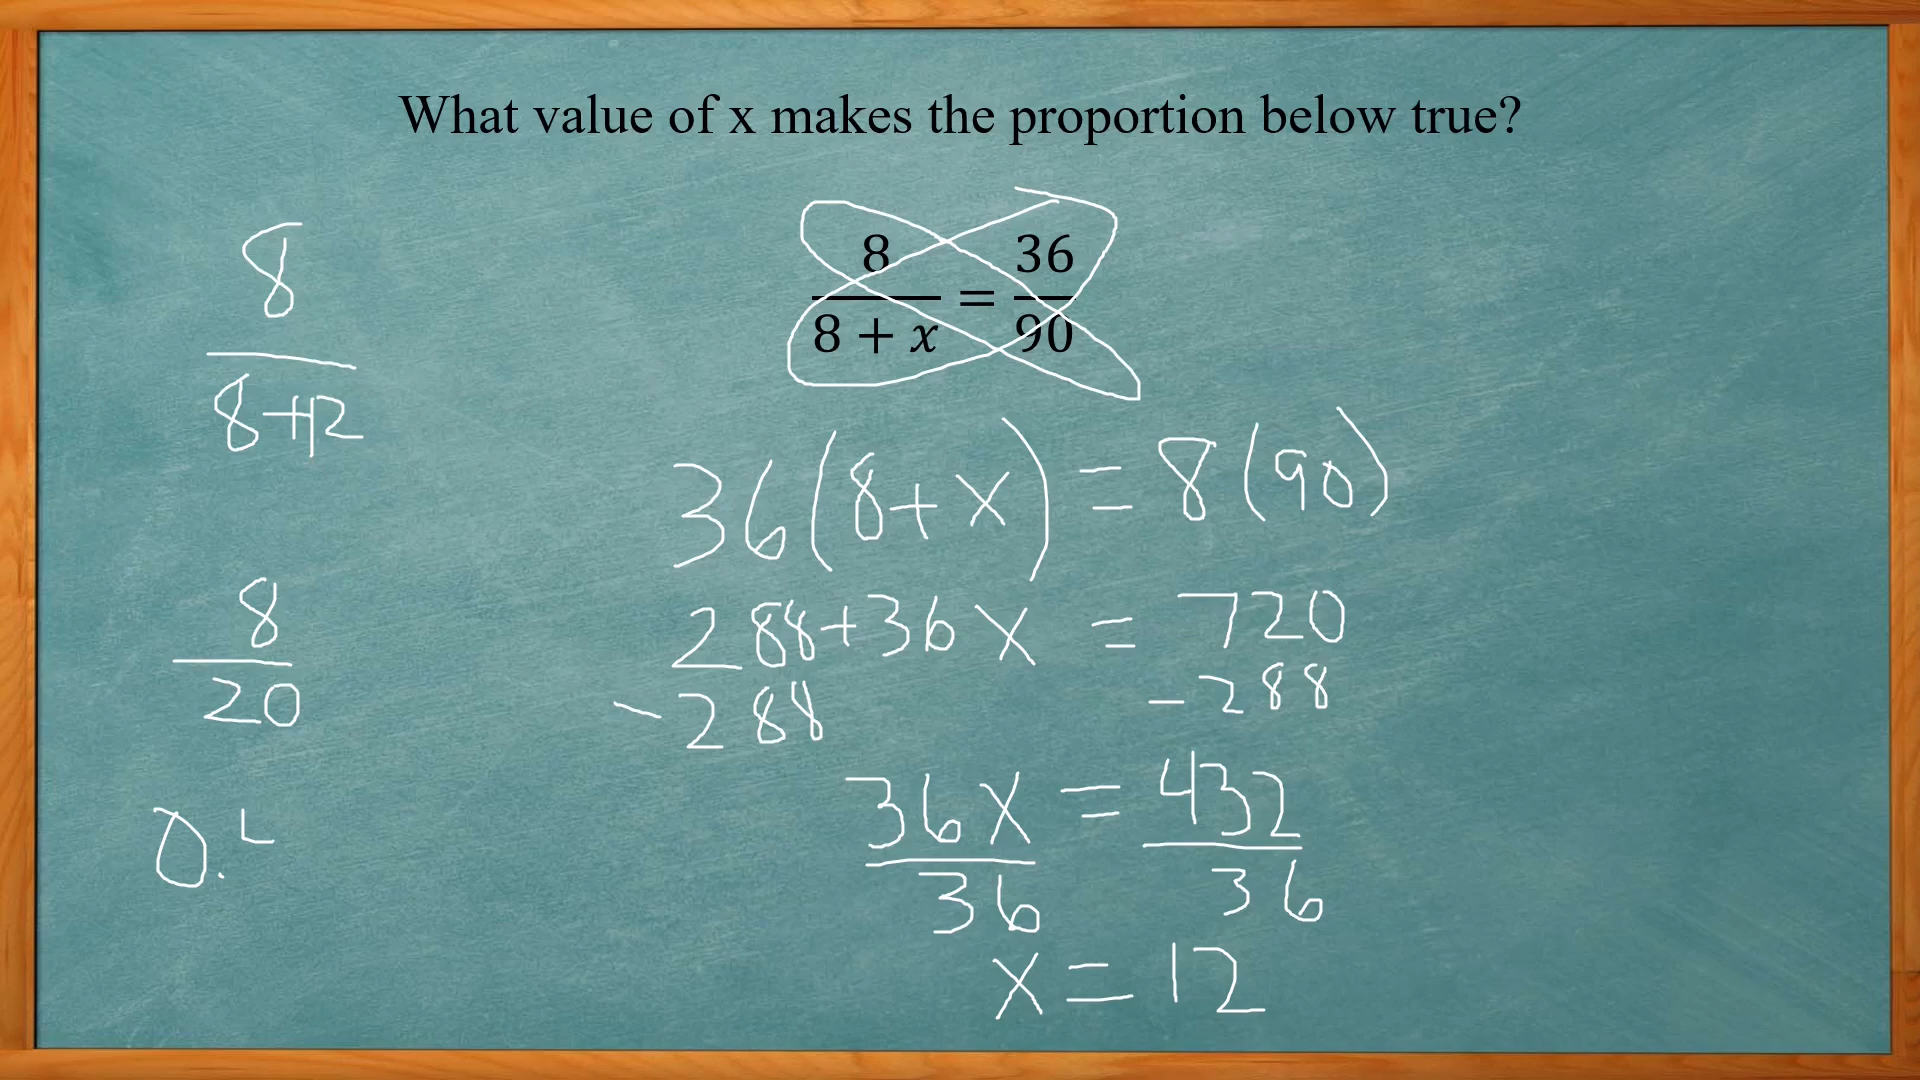 What value of x makes the proportion below true?
8
8 + x
=
36
90
36(8+x) = 8(90)
288+36x = 720
-288
-288
36x = 432
36
36
x = 12
8
8+12
8
20
0.